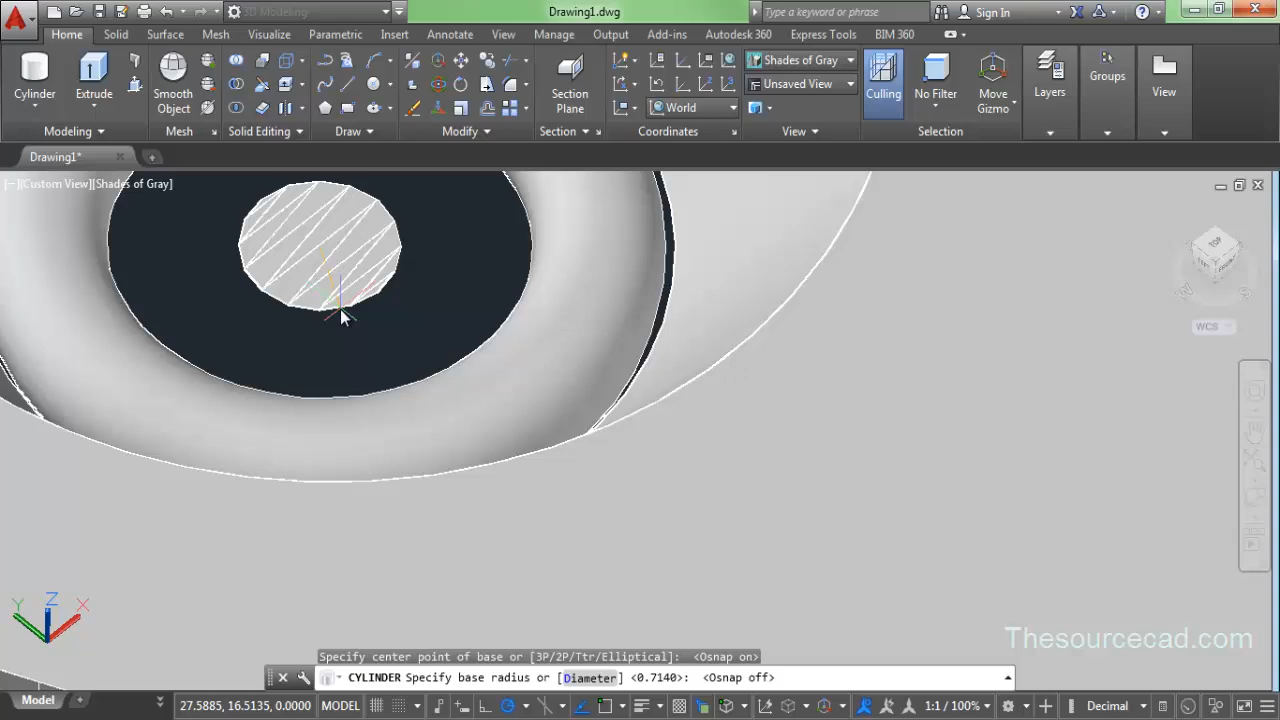 3D Modeling
Drawing1.dwg
Type a keyword or phrase
Sign In
Home Solid Surface Mesh Visualize Parametric Insert Annotate View Manage Output Add-ins Autodesk 360 Express Tools BIM 360
Cylinder
Extrude
Smooth
Object
Section
Plane
Shades of Gray
Unsaved View
World
Culling
No Filter
Move
Gizmo
Layers
Groups
View
Modeling
Mesh
Solid Editing
Draw
Modify
Section
Coordinates
View
Selection
Drawing1*
[–][Custom View][Shades of Gray]
TOP
WCS
Y Z X
Thesourcecad.com
Specify center point of base or [3P/2P/Ttr/Elliptical]: <Osnap on>
CYLINDER Specify base radius or [Diameter] <0.7140>: <Osnap off>
Model
27.5885, 16.5135, 0.0000 MODEL
1:1 / 100%
Decimal